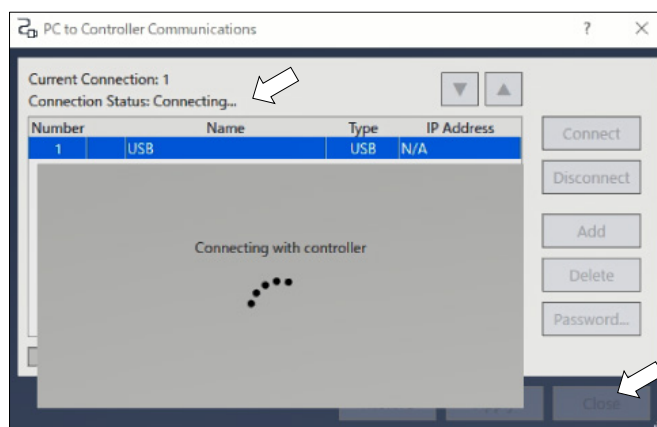 PC to Controller Communications
?
Current Connection: 1
Connection Status: Connecting...
Number Name Type IP Address
1 USB USB N/A
Connect
Disconnect
Connecting with controller
Add
Delete
Password...
Close